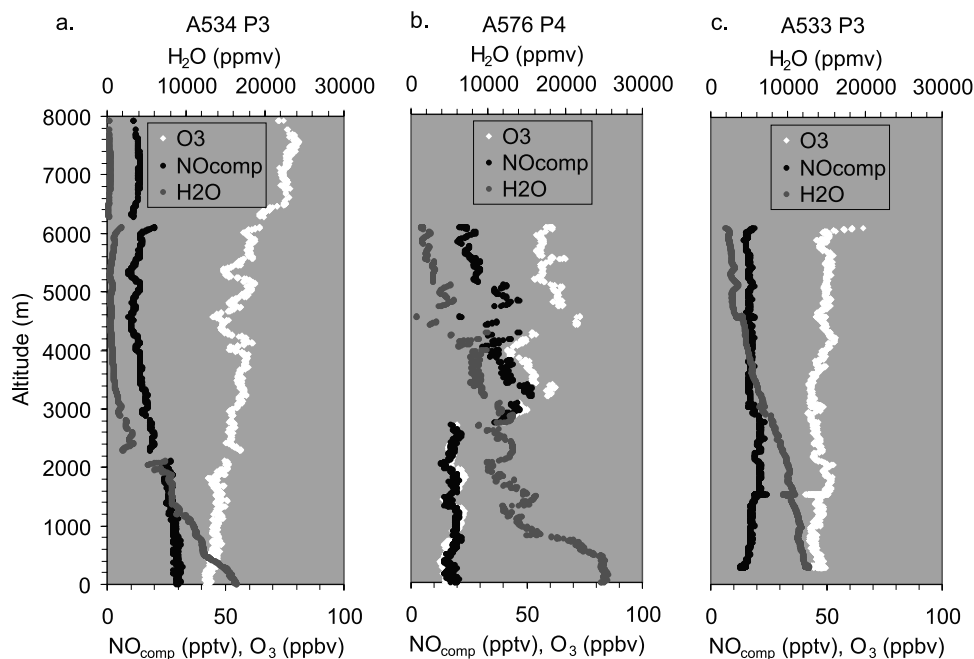 a. A534 P3
H₂O (ppmv)
0 10000 20000 30000
8000
7000
6000
5000
4000
3000
2000
1000
0
Altitude (m)
O3
NOcomp
H2O
0 50 100
NOcomp (pptv), O₃ (ppbv)
b. A576 P4
H₂O (ppmv)
0 10000 20000 30000
O3
NOcomp
H2O
0 50 100
NOcomp (pptv), O₃ (ppbv)
c. A533 P3
H₂O (ppmv)
0 10000 20000 30000
O3
NOcomp
H2O
0 50 100
NOcomp (pptv), O₃ (ppbv)